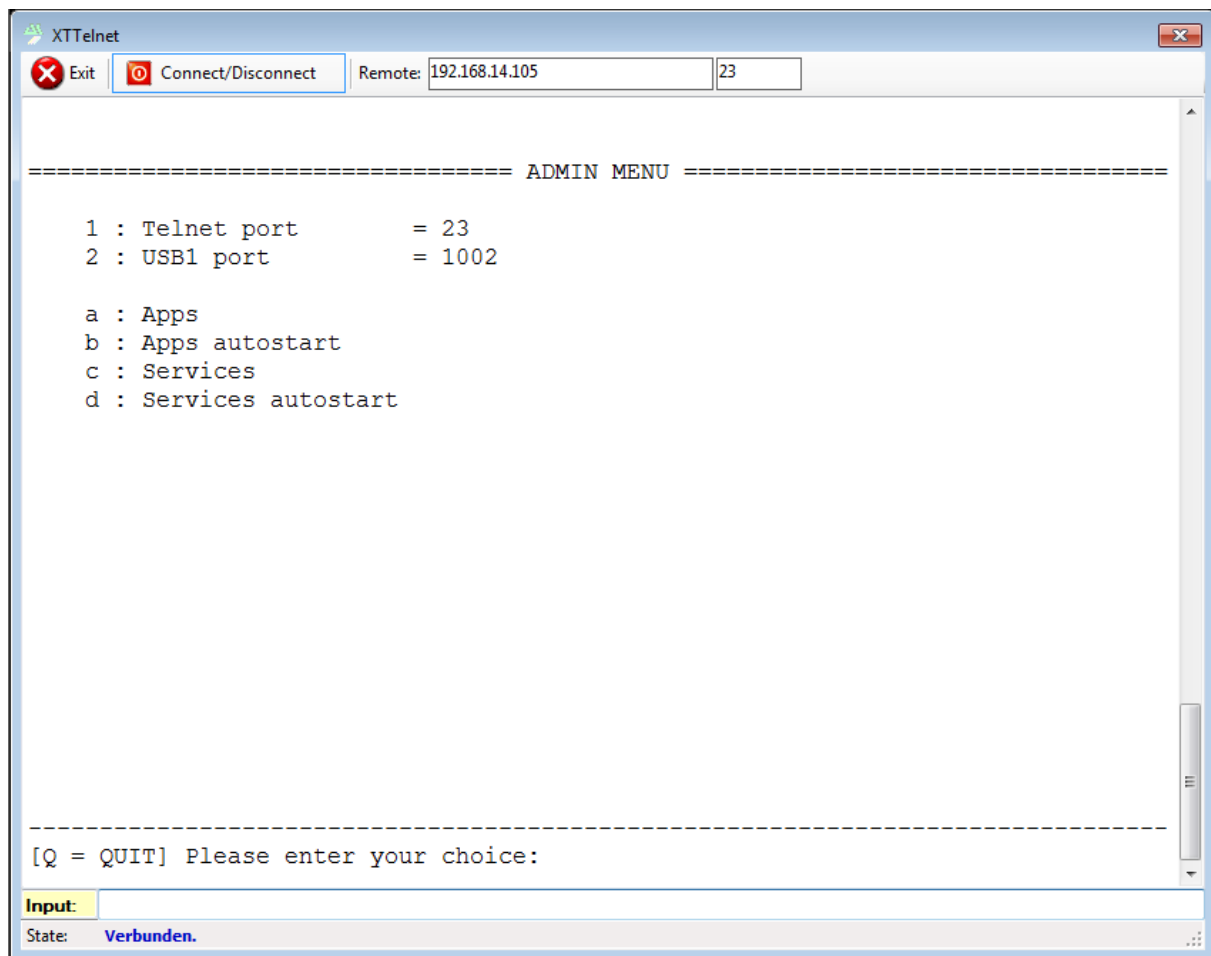 XTTelnet
Exit Connect/Disconnect Remote: 192.168.14.105 23
================================== ADMIN MENU ==================================
1 : Telnet port = 23
2 : USB1 port = 1002
a : Apps
b : Apps autostart
c : Services
d : Services autostart
--------------------------------------------------------------------------------
[Q = QUIT] Please enter your choice:
Input:
State: Verbunden.